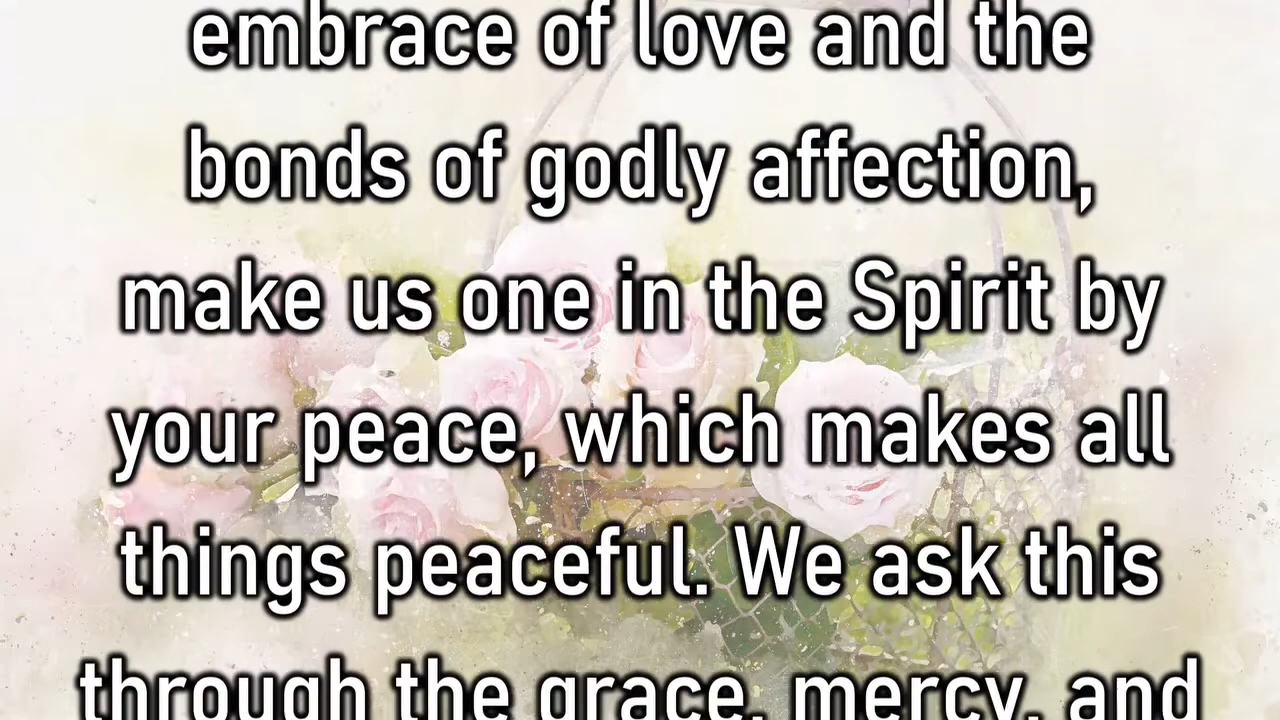 embrace of love and the
bonds of godly affection,
make us one in the Spirit by
your peace, which makes all
things peaceful. We ask this
through the grace, mercy, and